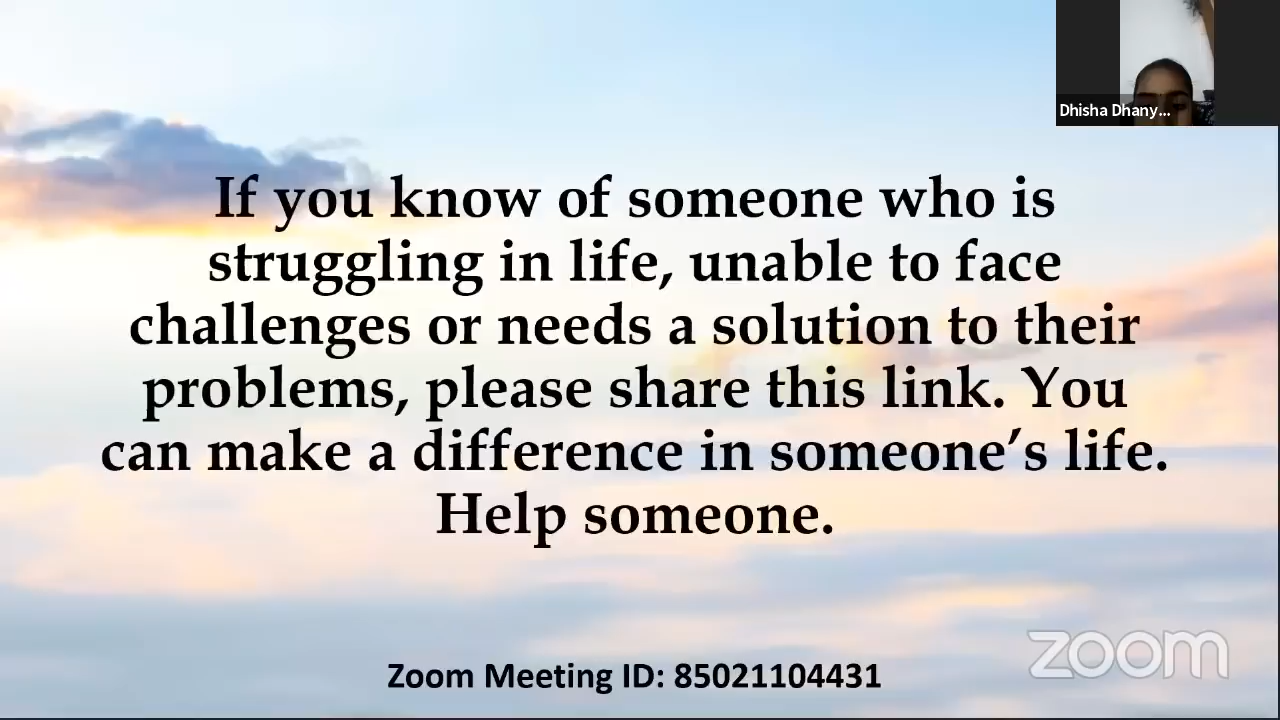 Dhisha Dhany...
If you know of someone who is
struggling in life, unable to face
challenges or needs a solution to their
problems, please share this link. You
can make a difference in someone’s life.
Help someone.
zoom
Zoom Meeting ID: 85021104431